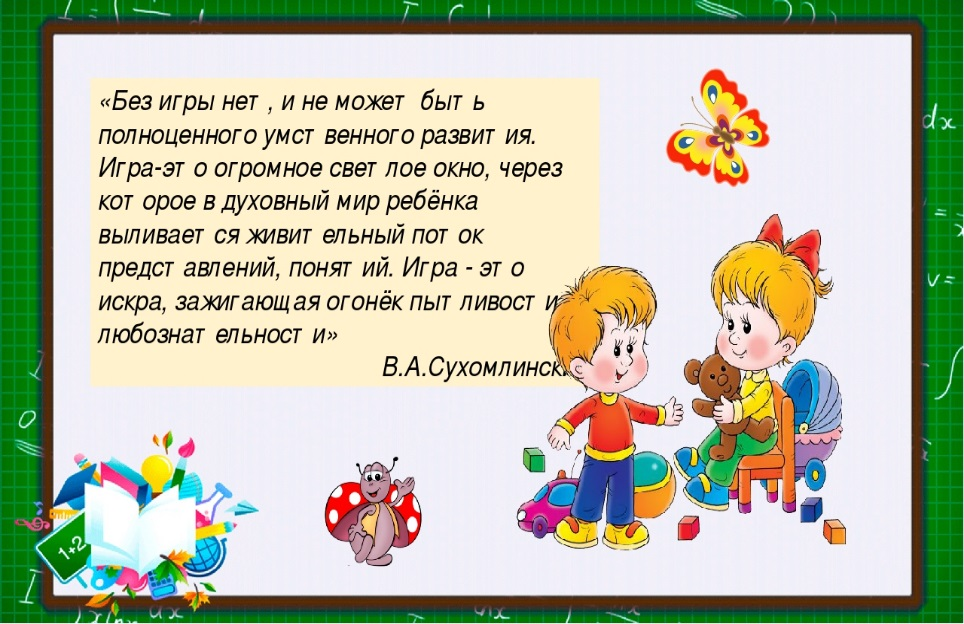 «Без игры нет, и не может быть
полноценного умственного развития.
Игра-это огромное светлое окно, через
которое в духовный мир ребёнка
выливается живительный поток
представлений, понятий. Игра - это
искра, зажигающая огонёк пытливости
любознательности»
В.А.Сухомлинск
1+2
dx
v=